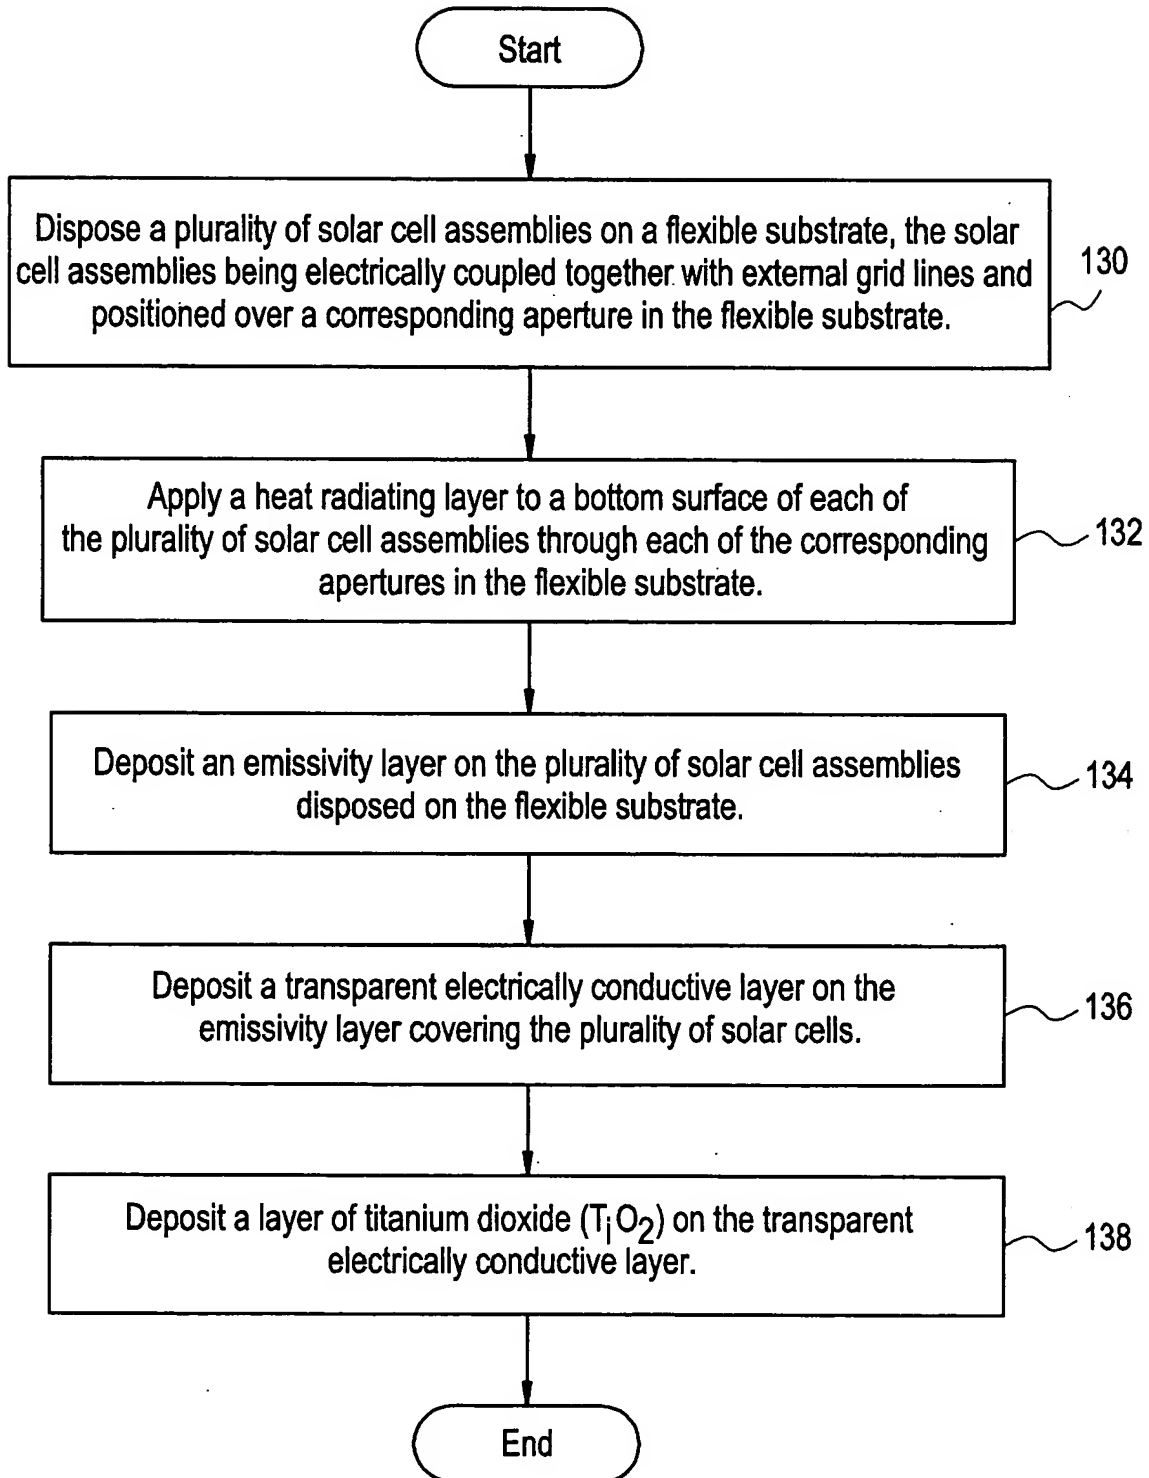 Start
Dispose a plurality of solar cell assemblies on a flexible substrate, the solar
cell assemblies being electrically coupled together with external grid lines and
positioned over a corresponding aperture in the flexible substrate.
130
Apply a heat radiating layer to a bottom surface of each of
the plurality of solar cell assemblies through each of the corresponding
apertures in the flexible substrate.
132
Deposit an emissivity layer on the plurality of solar cell assemblies
disposed on the flexible substrate.
134
Deposit a transparent electrically conductive layer on the
emissivity layer covering the plurality of solar cells.
136
Deposit a layer of titanium dioxide (TiO2) on the transparent
electrically conductive layer.
138
End